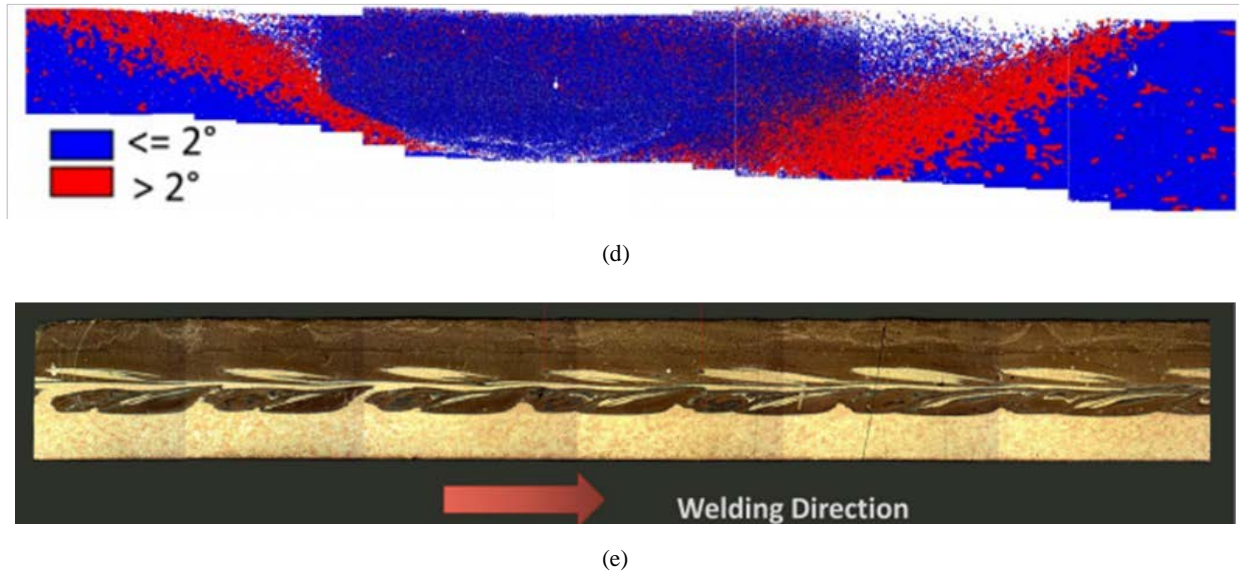 <= 2°
> 2°
(d)
Welding Direction
(e)